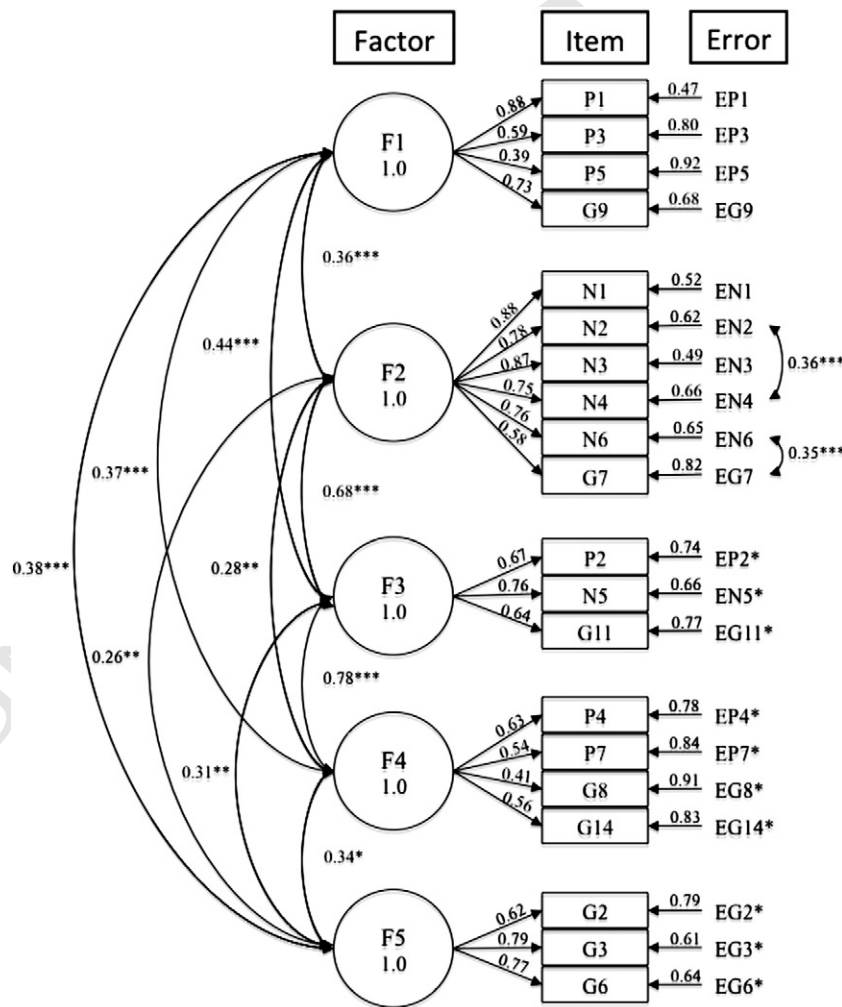 Factor Item Error
0.88 P1 0.47 EP1
F1 0.59 P3 0.80 EP3
1.0 0.39 P5 0.92 EP5
0.73 G9 0.68 EG9
0.36***
0.88 N1 0.52 EN1
0.78 N2 0.62 EN2
0.44***
F2 0.87 N3 0.49 EN3 0.36***
1.0 0.75 N4 0.66 EN4
0.76 N6 0.65 EN6
0.35***
0.58 G7 0.82 EG7
0.37***
0.68***
0.67 P2 0.74 EP2*
0.38*** 0.28**
F3 0.76 N5 0.66 EN5*
1.0 0.64 G11 0.77 EG11*
0.26**
0.78***
0.63 P4 0.78 EP4*
F4 0.54 P7 0.84 EP7*
0.31**
1.0 0.41 G8 0.91 EG8*
0.56 G14 0.83 EG14*
0.34*
0.62 G2 0.79 EG2*
F5 0.79 G3 0.61 EG3*
1.0 0.77 G6 0.64 EG6*